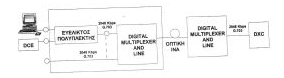 ΕΥΕΛΙΚΤΟΣ
ΠΟΛΥΠΛΕΚΤΗΣ
DCE
2048 Kbps
G.703
2048 Kbps
G.703
DIGITAL
MULTIPLEXER
AND
LINE
ΟΠΤΙΚΗ
ΙΝΑ
DIGITAL
MULTIPLEXER
AND
LINE
2048 Kbps
G.703
DXC